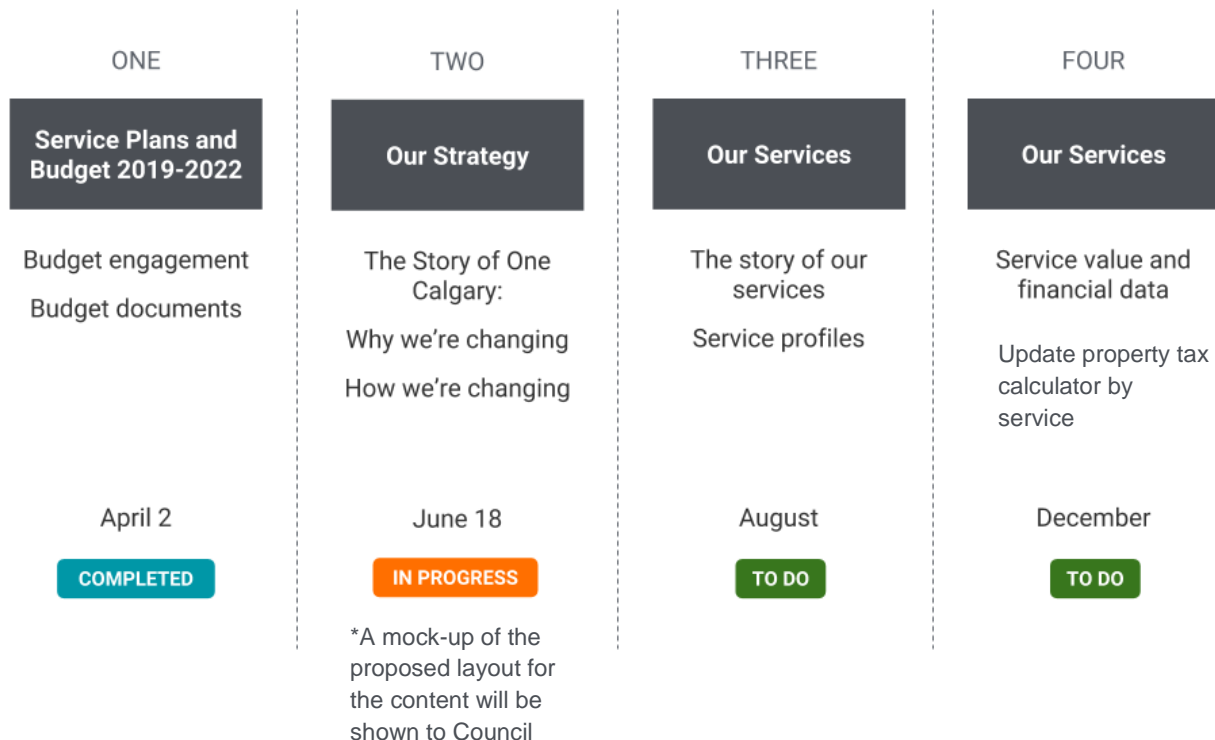 ONE
Service Plans and
Budget 2019-2022
Budget engagement
Budget documents
April 2
COMPLETED
TWO
Our Strategy
The Story of One
Calgary:
Why we're changing
How we're changing
June 18
IN PROGRESS
*A mock-up of the
proposed layout for
the content will be
shown to Council
THREE
Our Services
The story of our
services
Service profiles
August
TO DO
FOUR
Our Services
Service value and
financial data
Update property tax
calculator by
service
December
TO DO